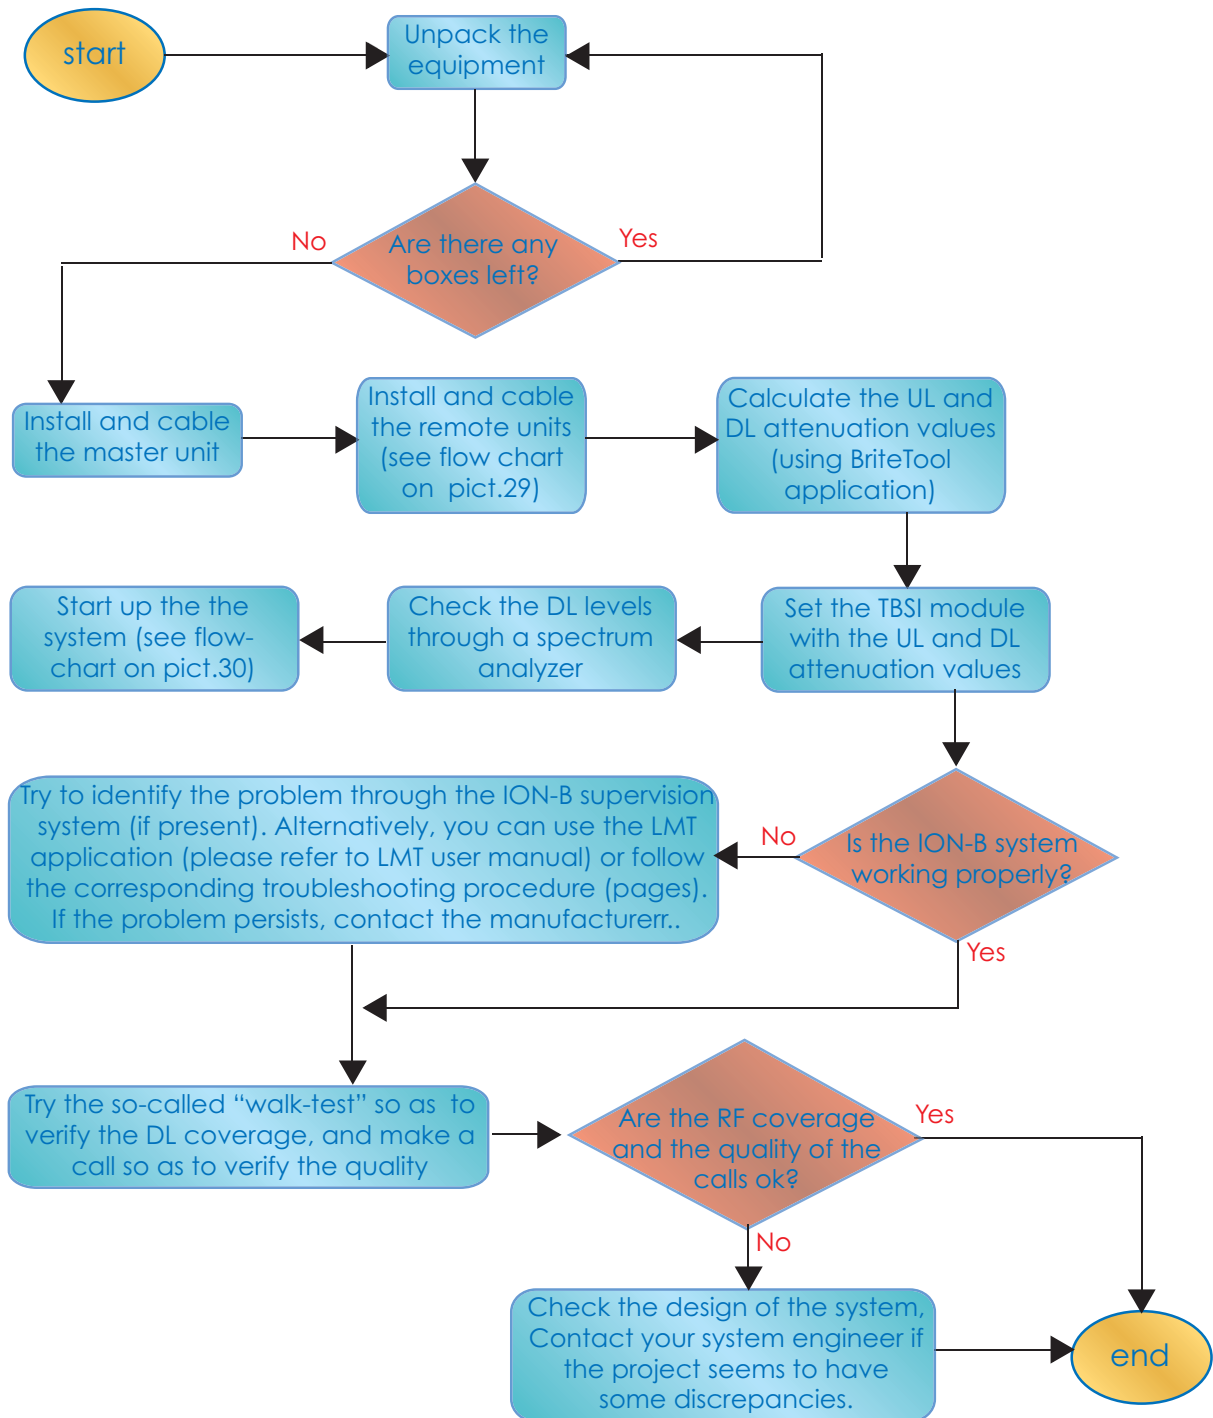 start
Unpack the
equipment
Are there any
boxes left?
No
Yes
Install and cable
the master unit
Install and cable
the remote units
(see flow chart
on pict.29)
Calculate the UL and
DL attenuation values
(using BriteTool
application)
Set the TBSI module
with the UL and DL
attenuation values
Check the DL levels
through a spectrum
analyzer
Start up the the
system (see flow-
chart on pict.30)
Is the ION-B system
working properly?
No
Yes
Try to identify the problem through the ION-B supervision
system (if present). Alternatively, you can use the LMT
application (please refer to LMT user manual) or follow
the corresponding troubleshooting procedure (pages).
If the problem persists, contact the manufacturerr..
Try the so-called “walk-test” so as to
verify the DL coverage, and make a
call so as to verify the quality
Are the RF coverage
and the quality of the
calls ok?
Yes
No
Check the design of the system,
Contact your system engineer if
the project seems to have
some discrepancies.
end